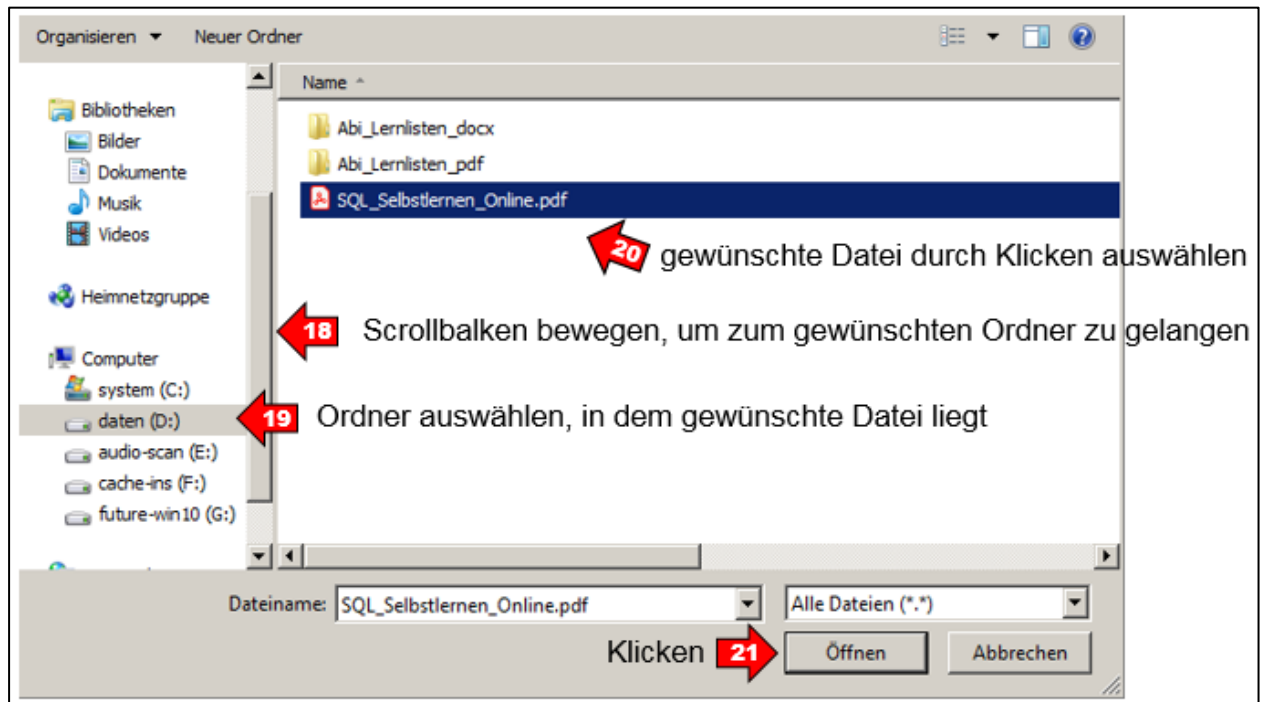 Organisieren Neuer Ordner
Name
Bibliotheken
Bilder
Dokumente
Musik
Videos
Heimnetzgruppe
Computer
system (C:)
daten (D:)
audio-scan (E:)
cache-ins (F:)
future-win10 (G:)
Abi_Lernlisten_docx
Abi_Lernlisten_pdf
SQL_Selbstlernen_Online.pdf
20 gewünschte Datei durch Klicken auswählen
18 Scrollbalken bewegen, um zum gewünschten Ordner zu gelangen
19 Ordner auswählen, in dem gewünschte Datei liegt
Dateiname: SQL_Selbstlernen_Online.pdf Alle Dateien (*.*)
Klicken 21 Öffnen Abbrechen